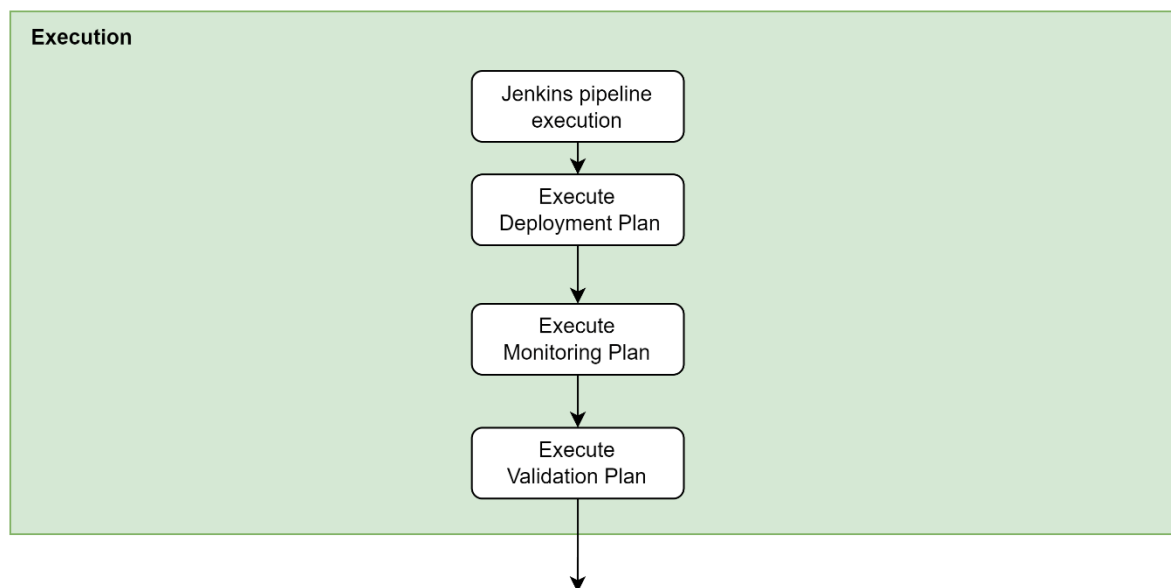 Execution
Jenkins pipeline
execution
Execute
Deployment Plan
Execute
Monitoring Plan
Execute
Validation Plan